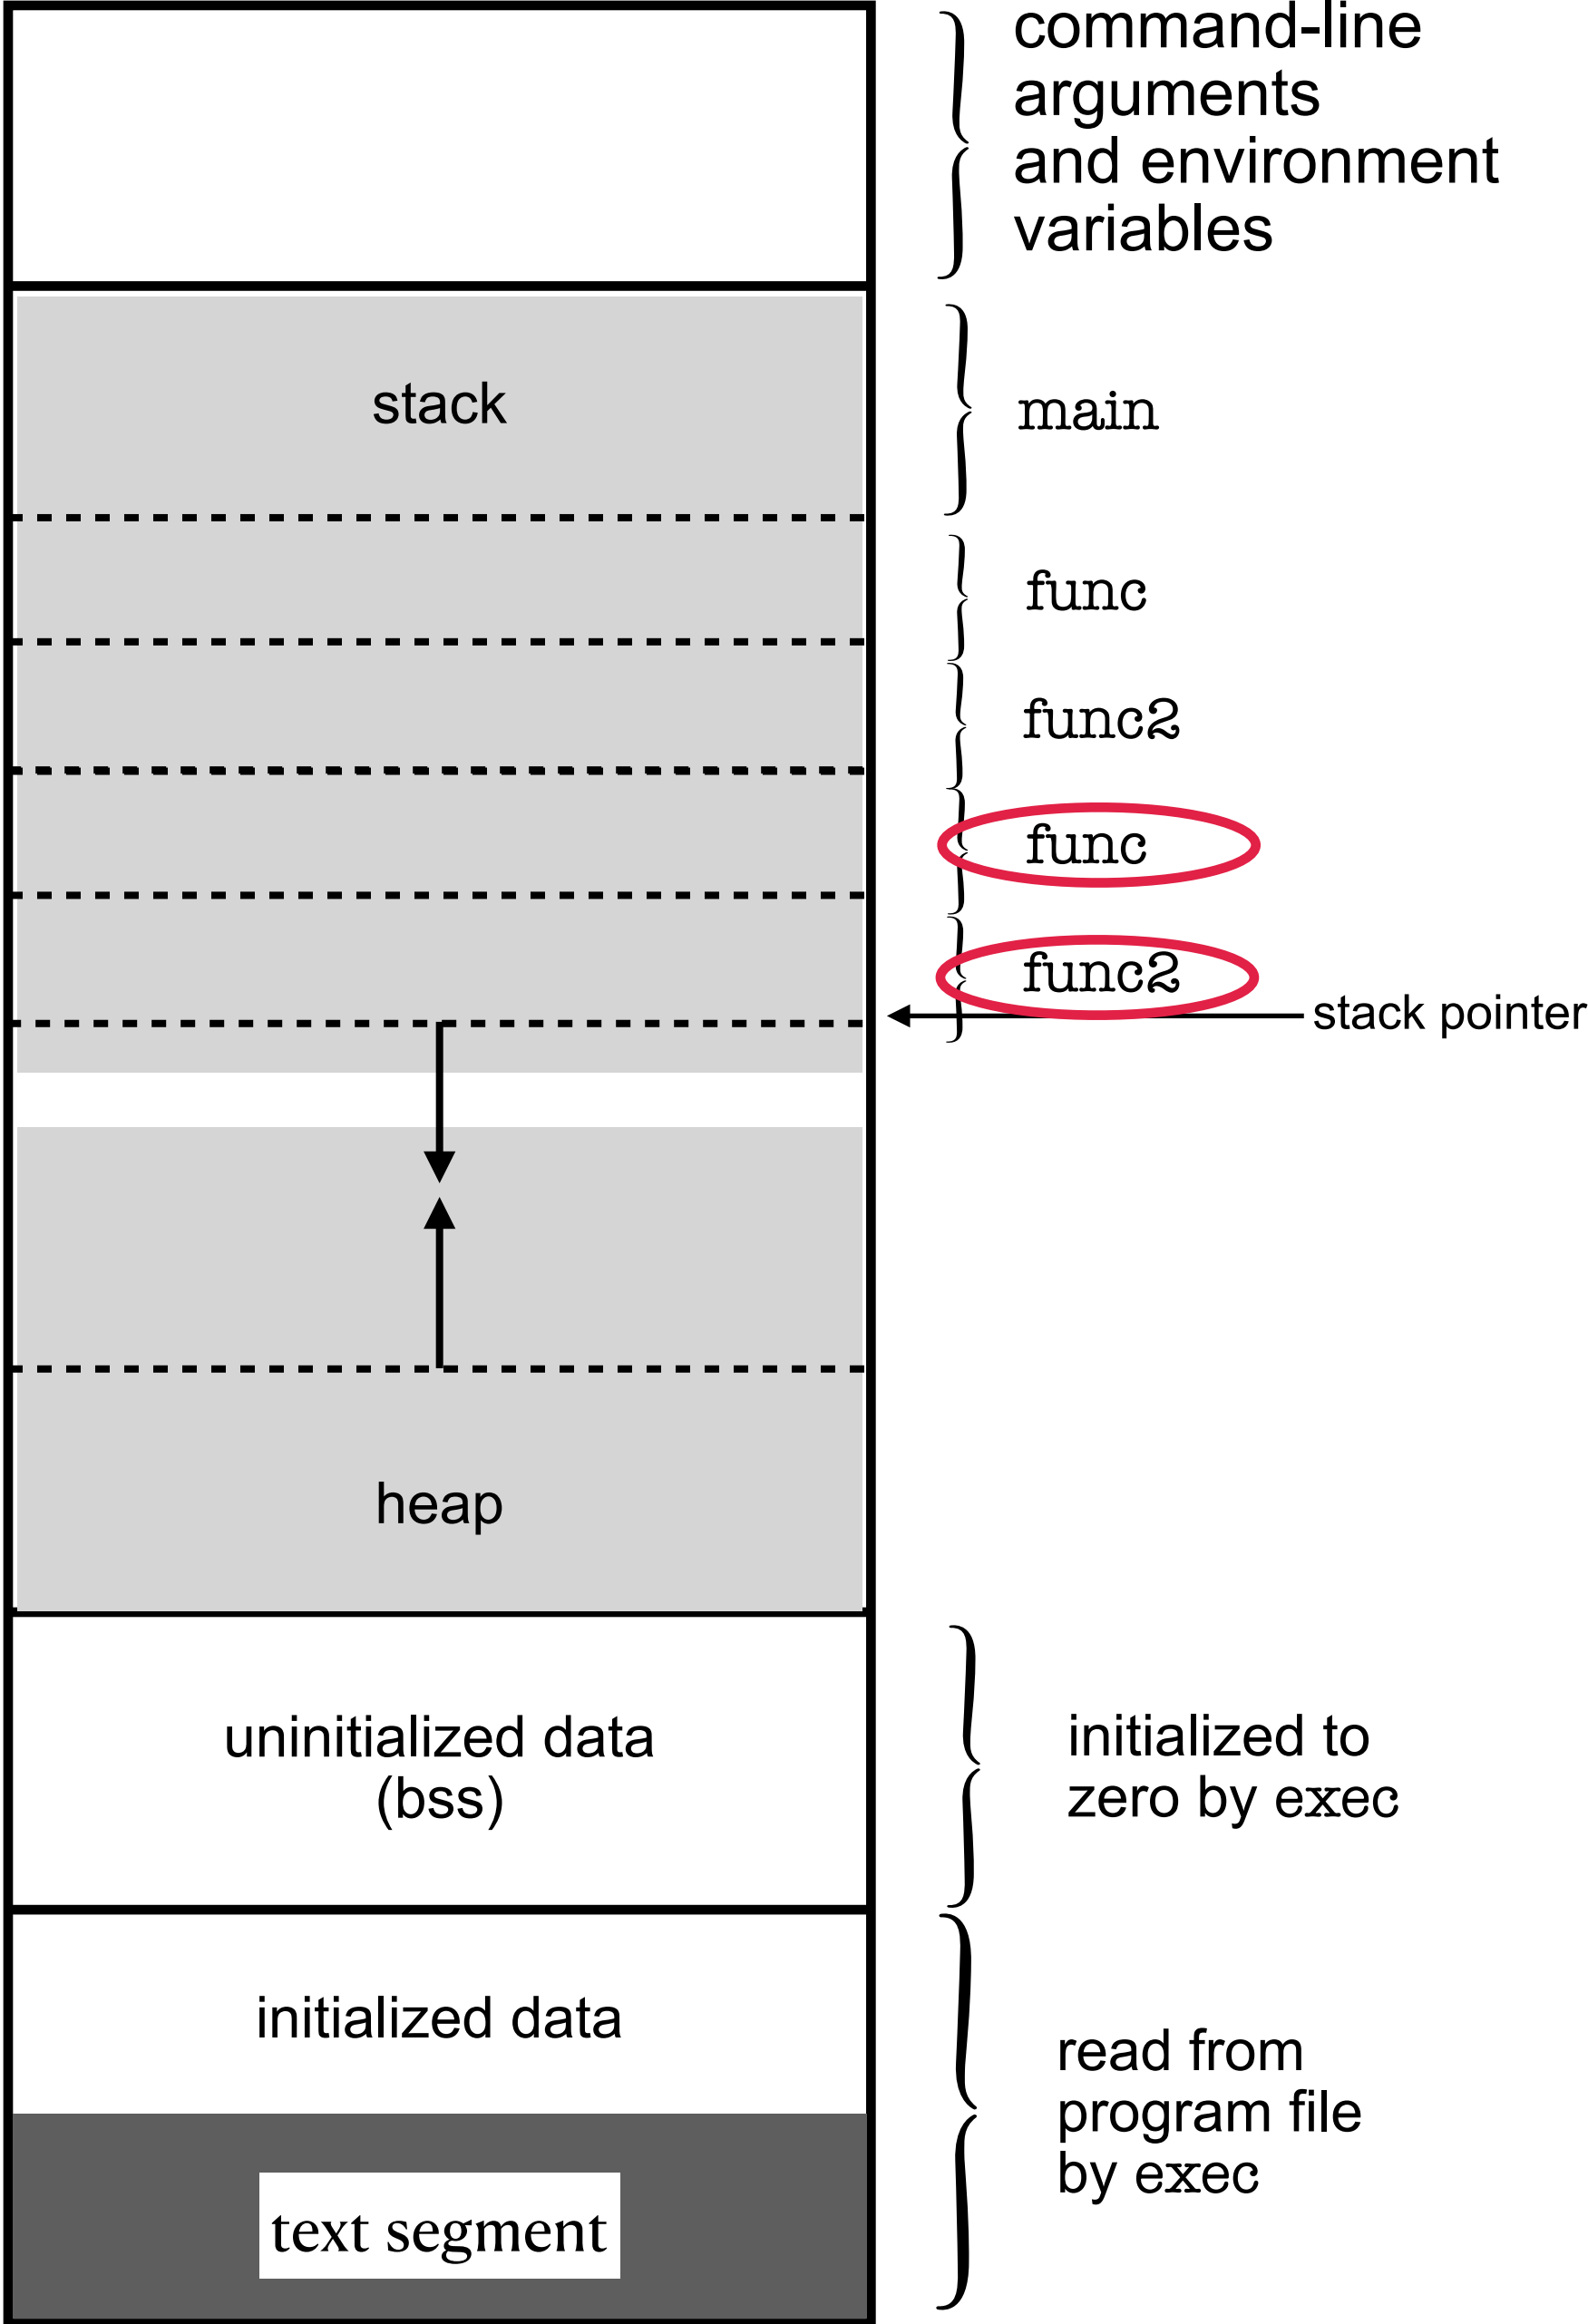 command-line
arguments
and environment
variables
stack
main
func
func2
func
func2
stack pointer
heap
uninitialized data
(bss)
initialized to
zero by exec
initialized data
read from
program file
by exec
text segment